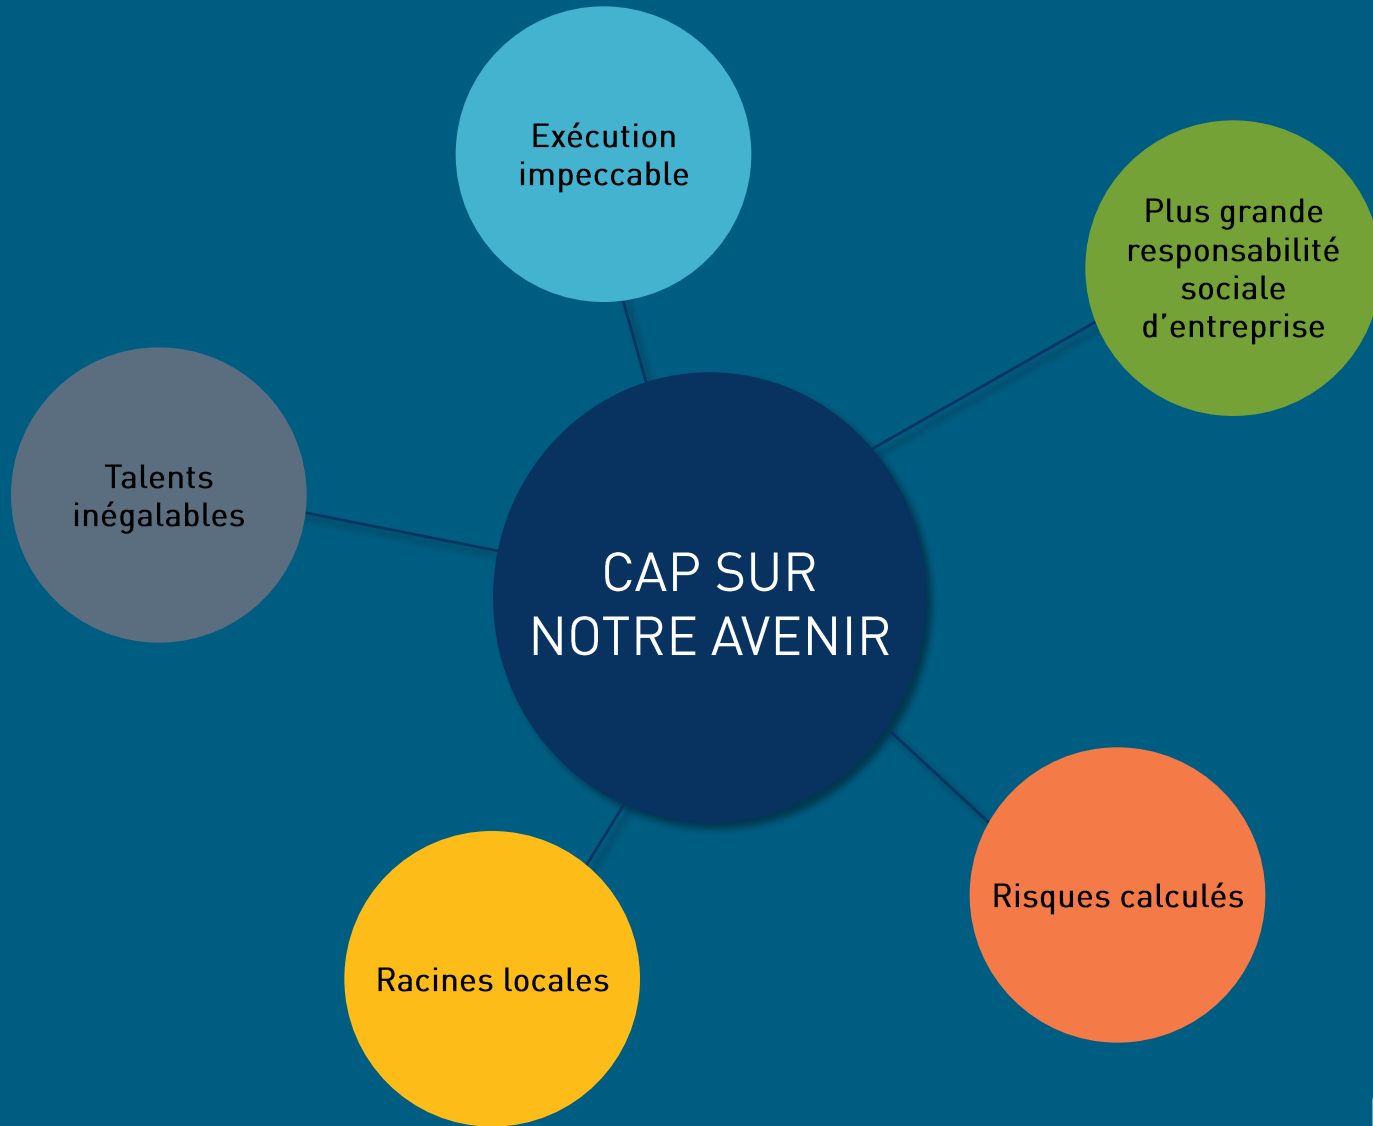 Exécution
impeccable
Plus grande
responsabilité
sociale
d’entreprise
Talents
inégalables
CAP SUR
NOTRE AVENIR
Risques calculés
Racines locales